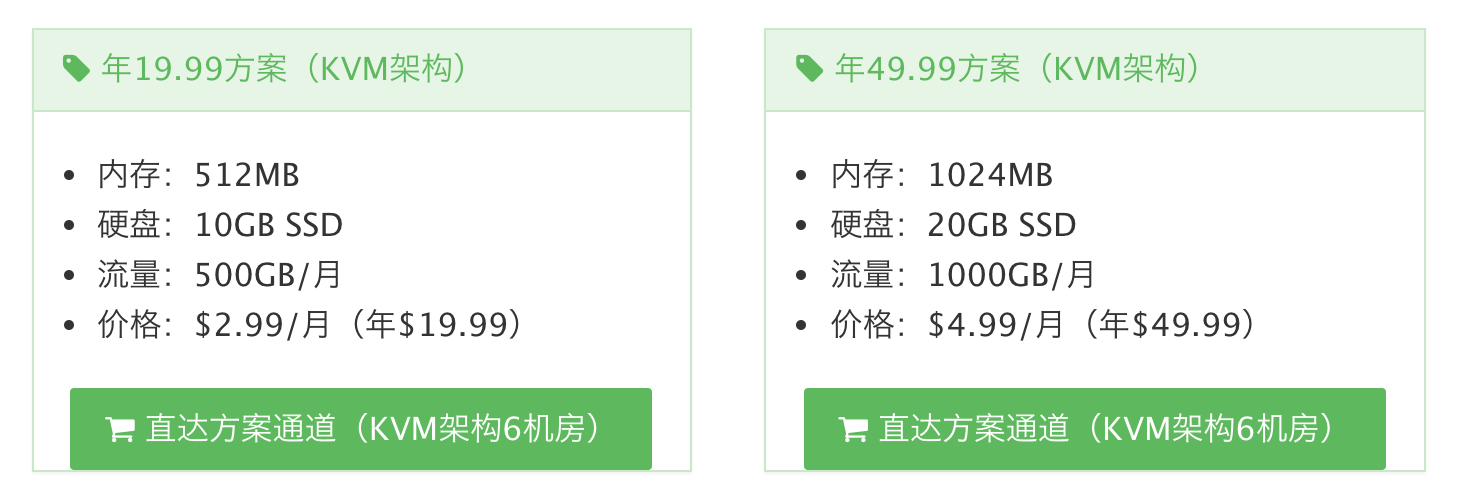 年19.99方案（KVM架构）
内存：512MB
硬盘：10GB SSD
流量：500GB/月
价格：$2.99/月（年$19.99）
直达方案通道（KVM架构6机房）
年49.99方案（KVM架构）
内存：1024MB
硬盘：20GB SSD
流量：1000GB/月
价格：$4.99/月（年$49.99）
直达方案通道（KVM架构6机房）